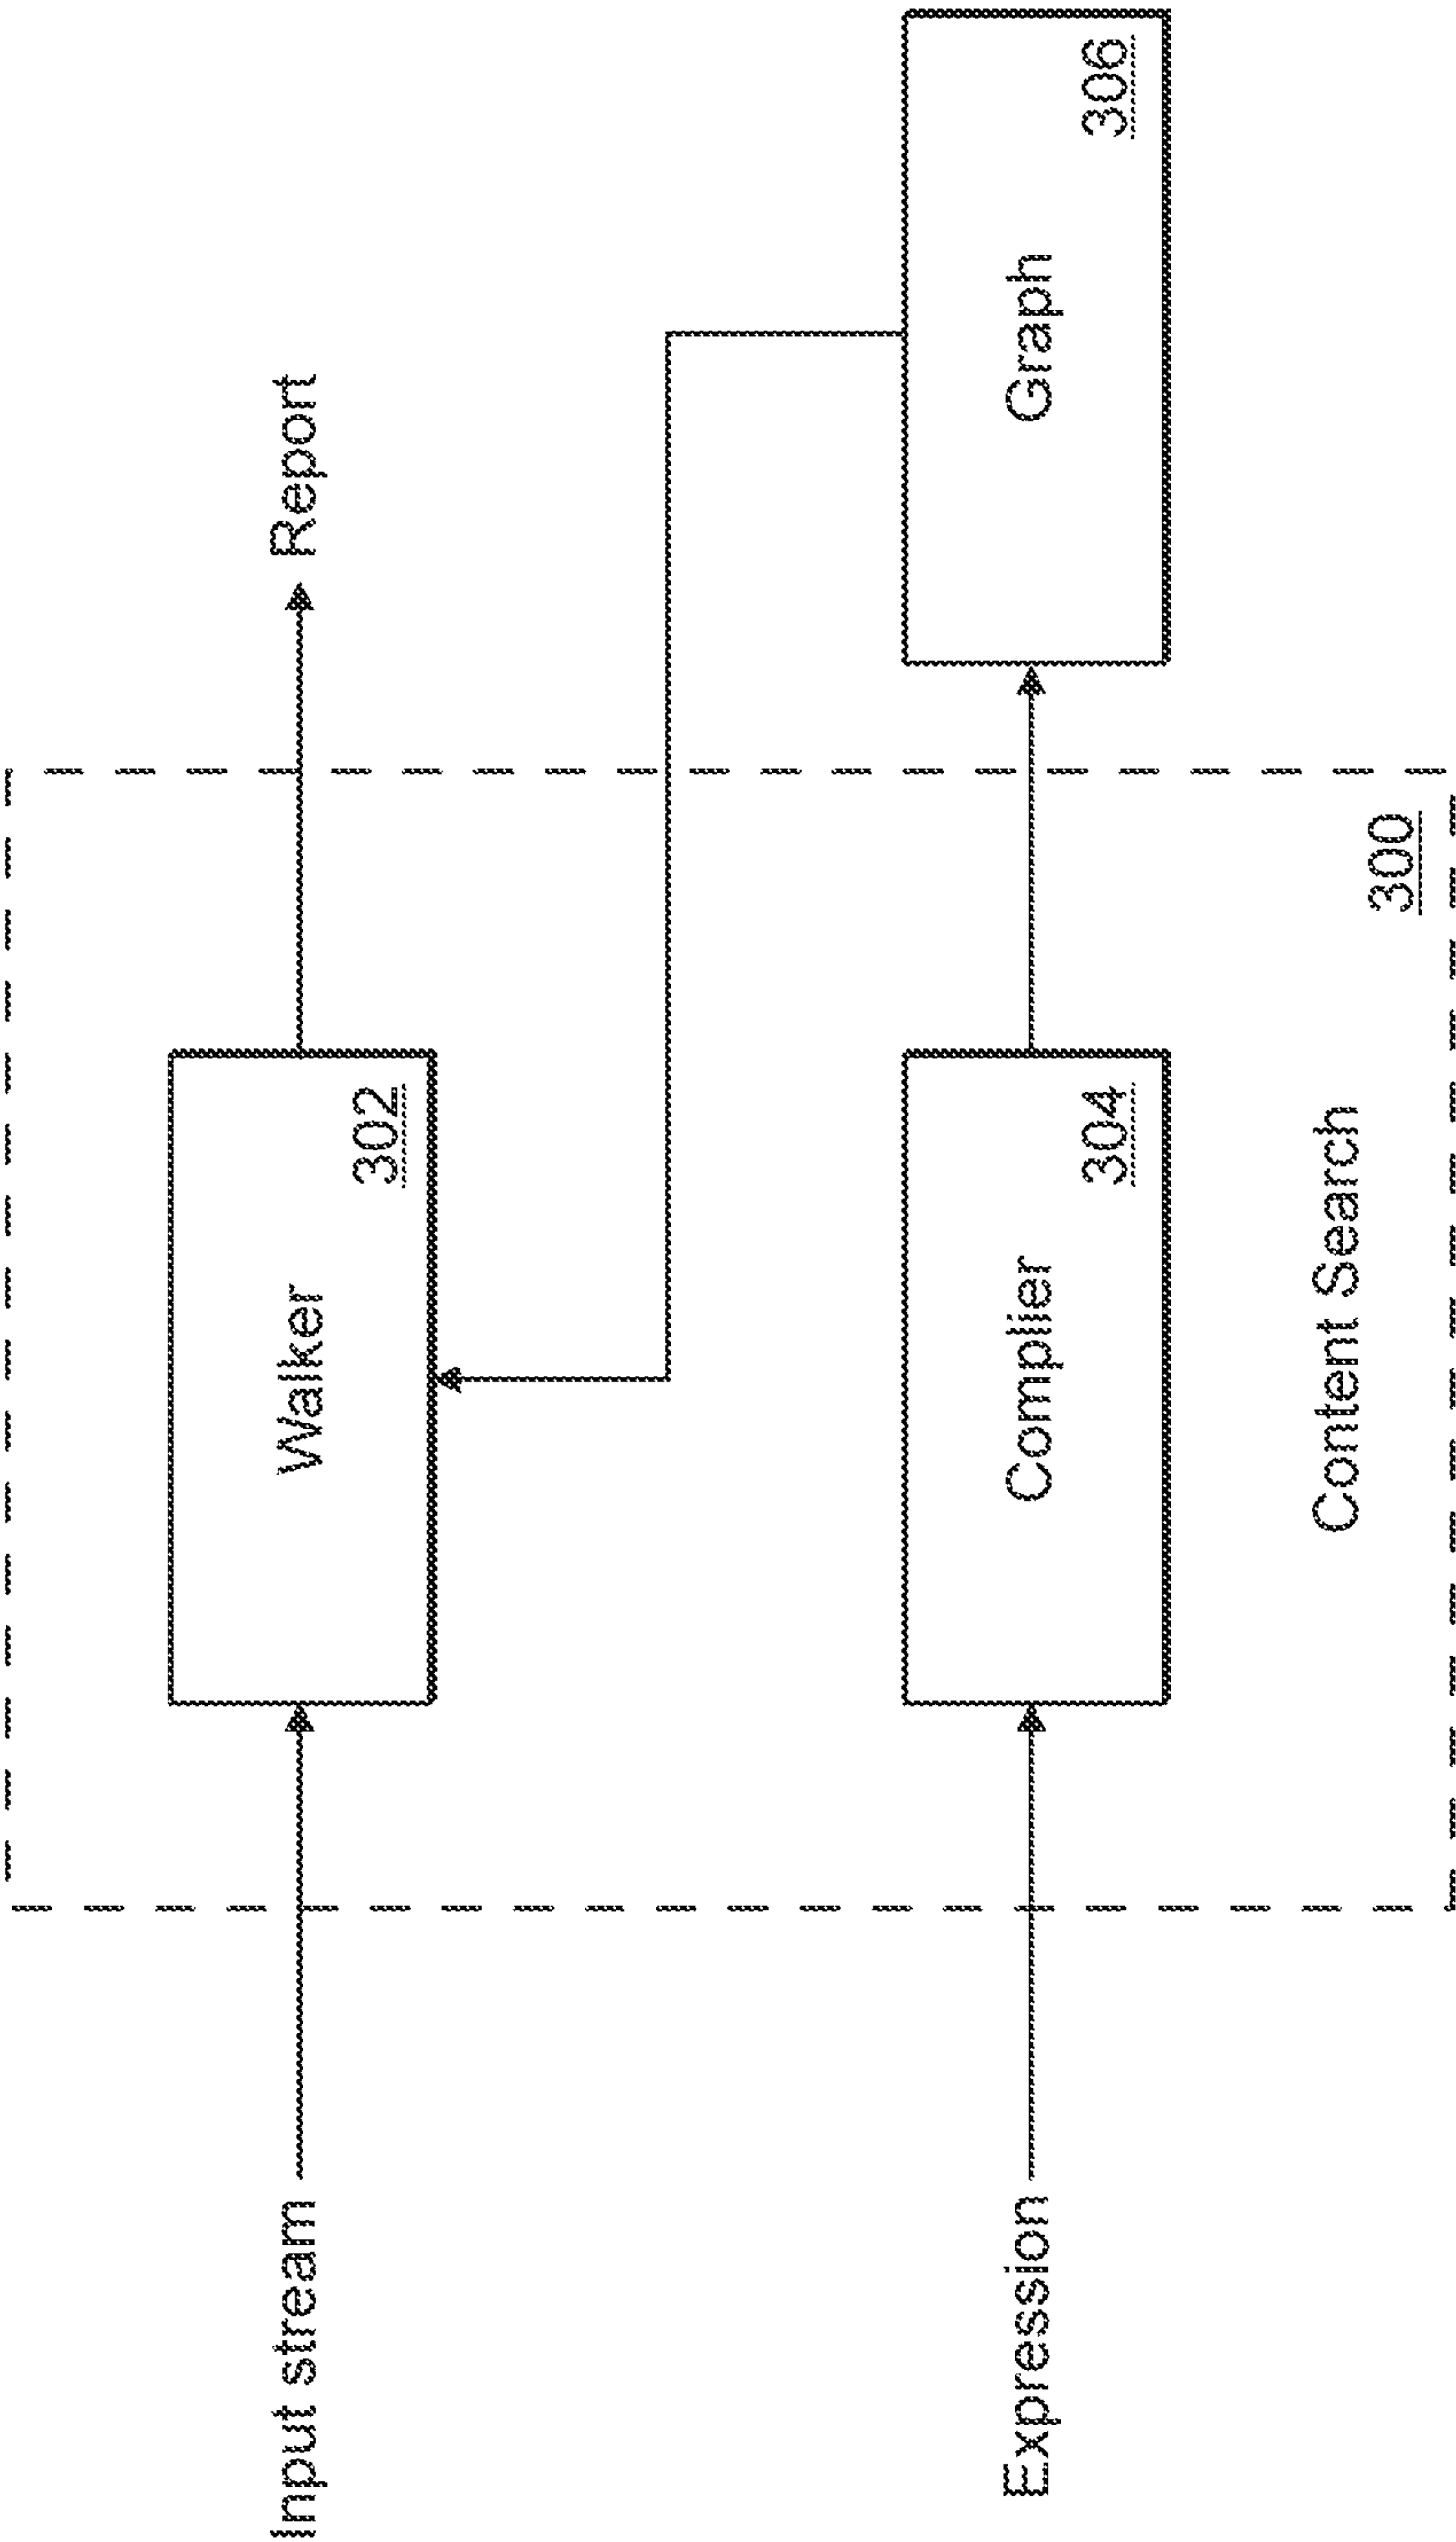 Input stream
Walker
302
Report
Expression
Complier
304
Graph
306
Content Search
300